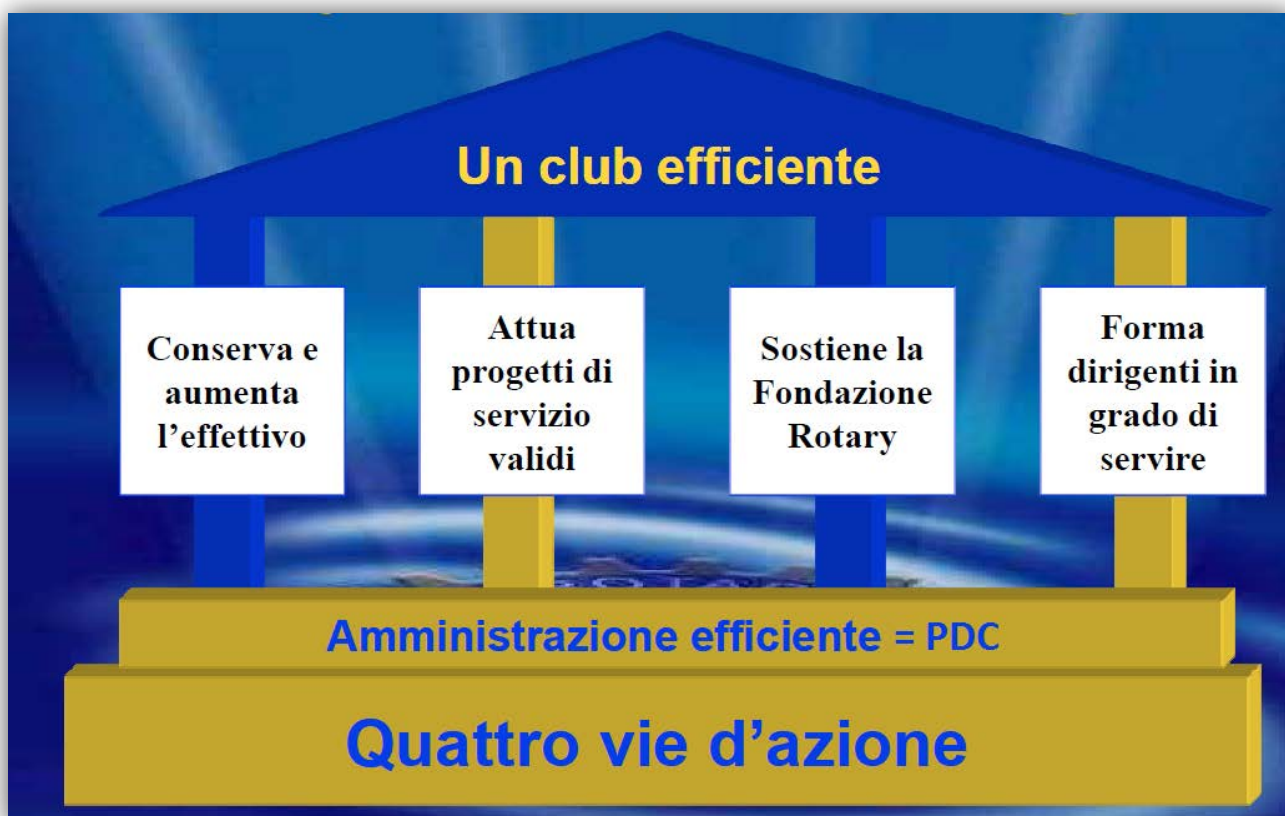 Un club efficiente
Conserva e
aumenta
l’effettivo
Attua
progetti di
servizio
validi
Sostiene la
Fondazione
Rotary
Forma
dirigenti in
grado di
servire
Amministrazione efficiente = PDC
Quattro vie d’azione